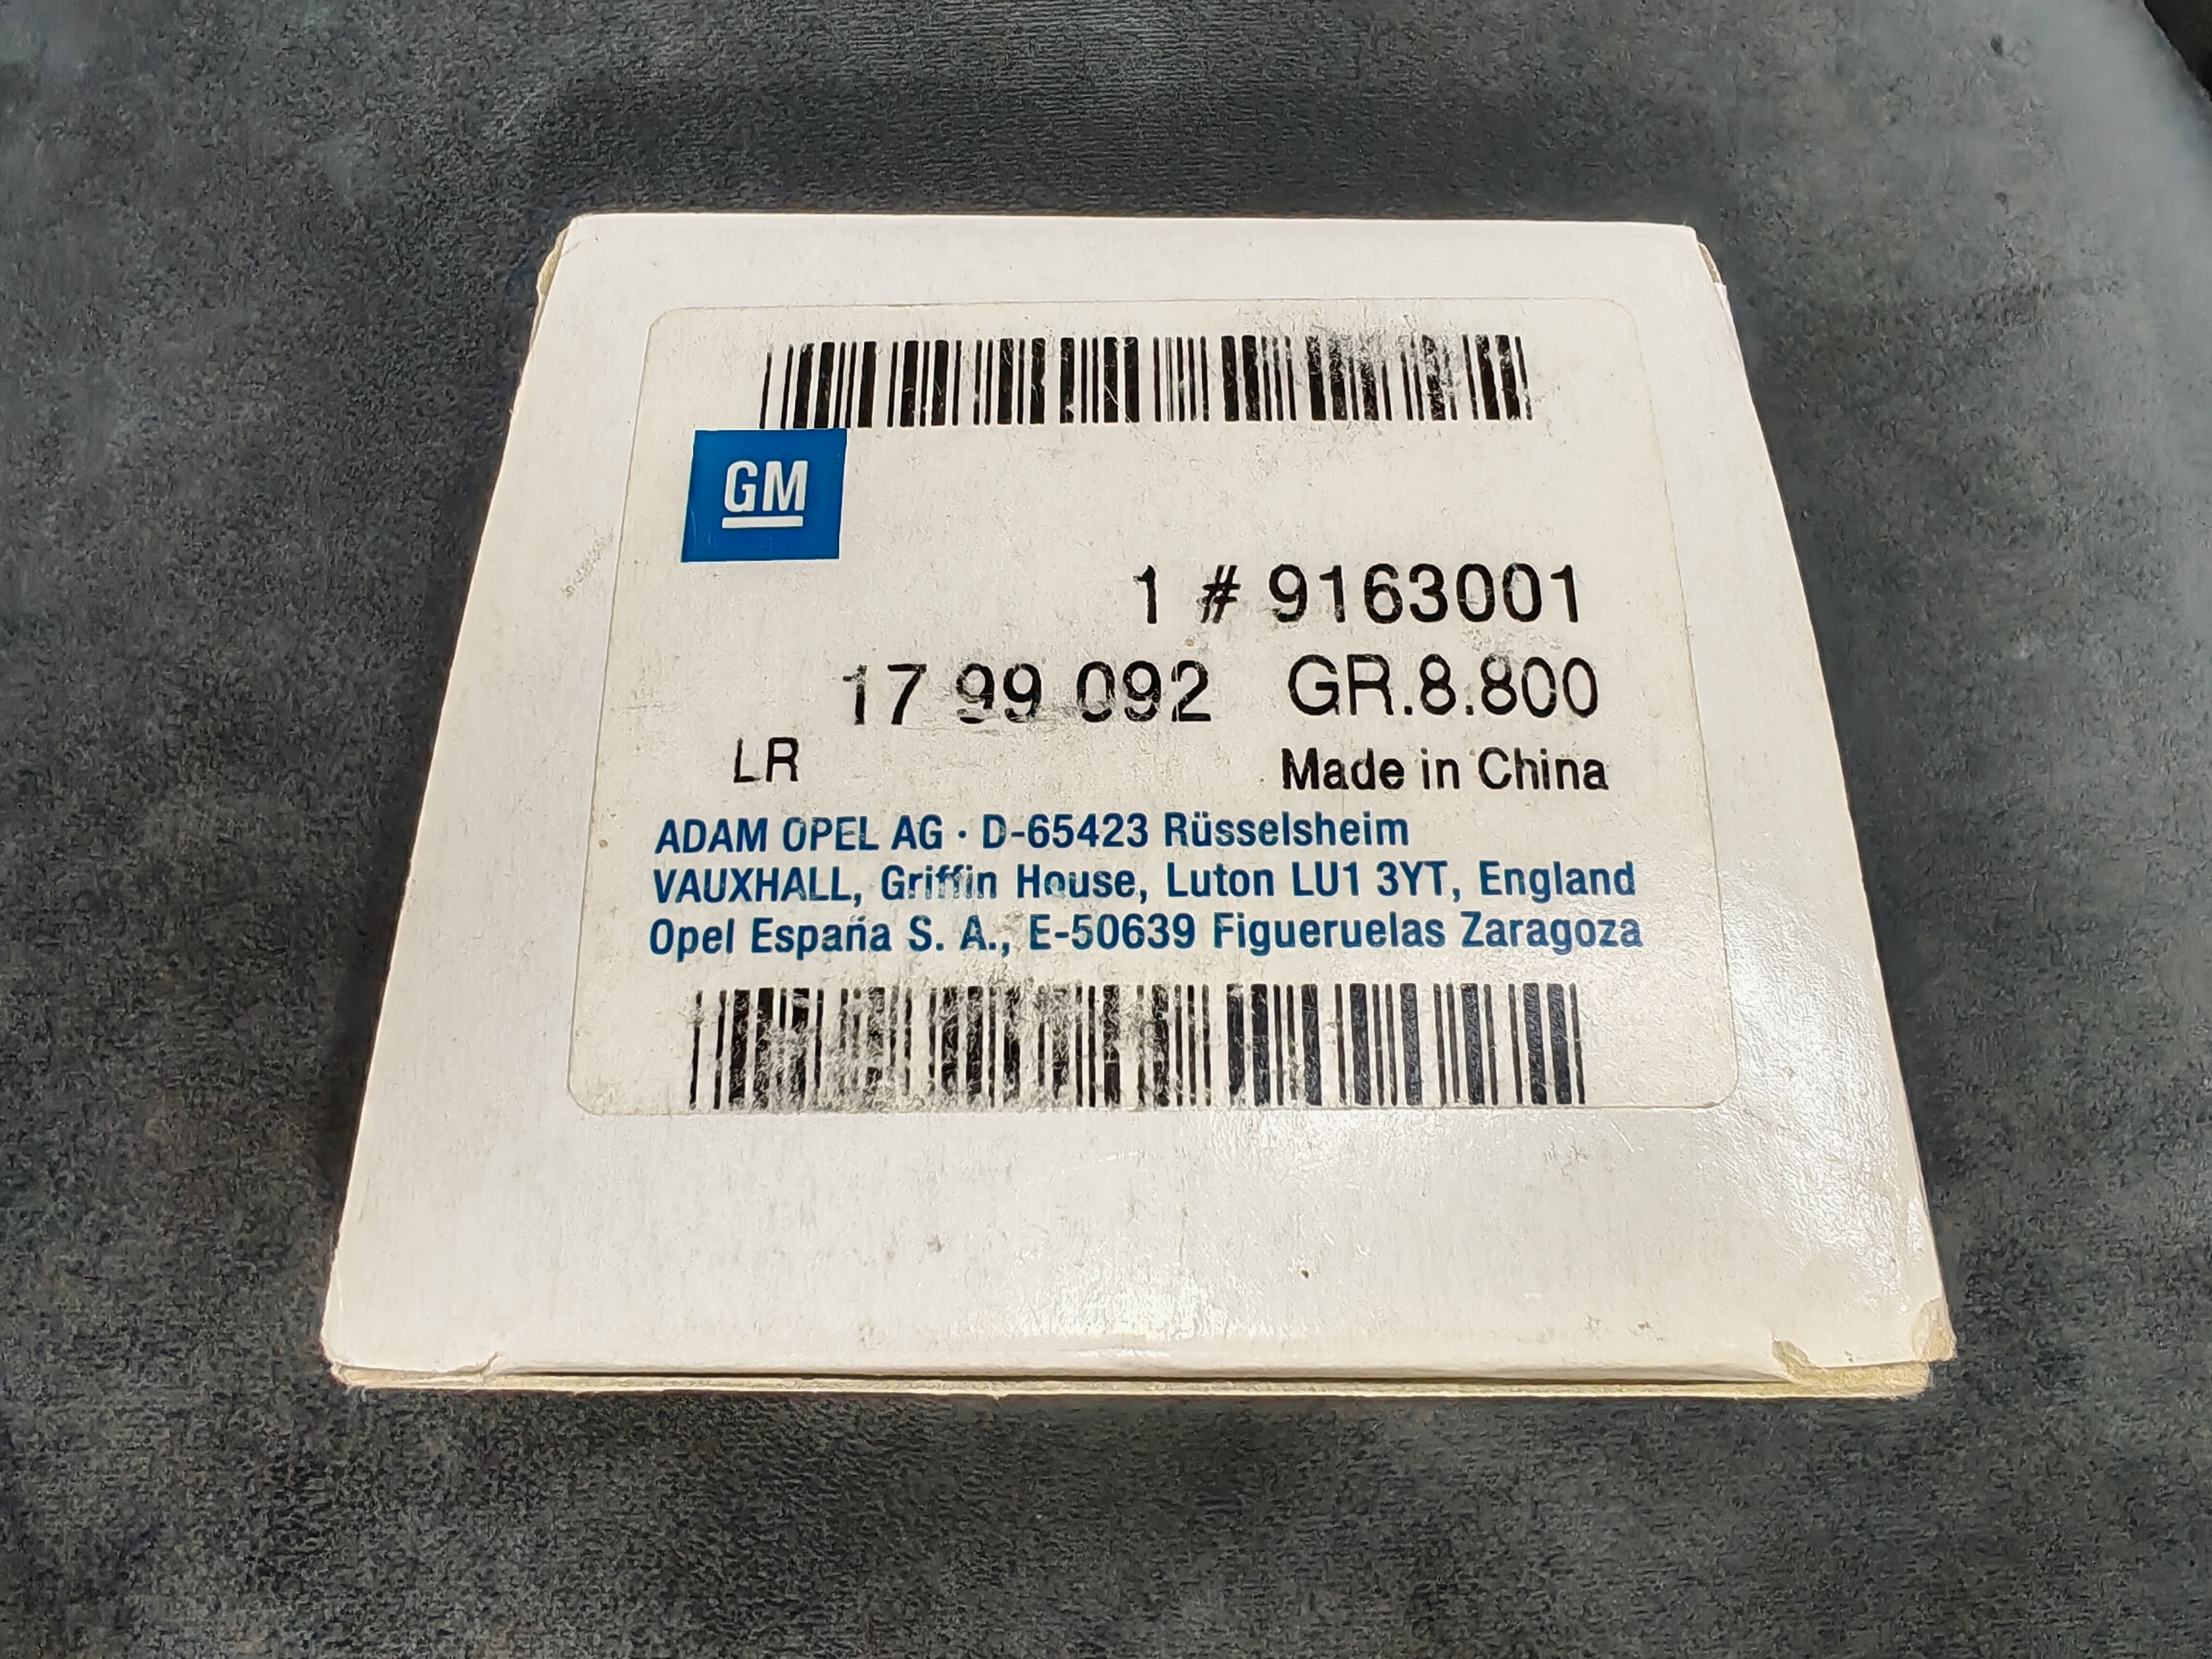 GM
1 # 9163001
17 99 092 GR.8.800
LR Made in China
ADAM OPEL AG · D-65423 Rüsselsheim
VAUXHALL, Griffin House, Luton LU1 3YT, England
Opel España S. A., E-50639 Figueruelas Zaragoza